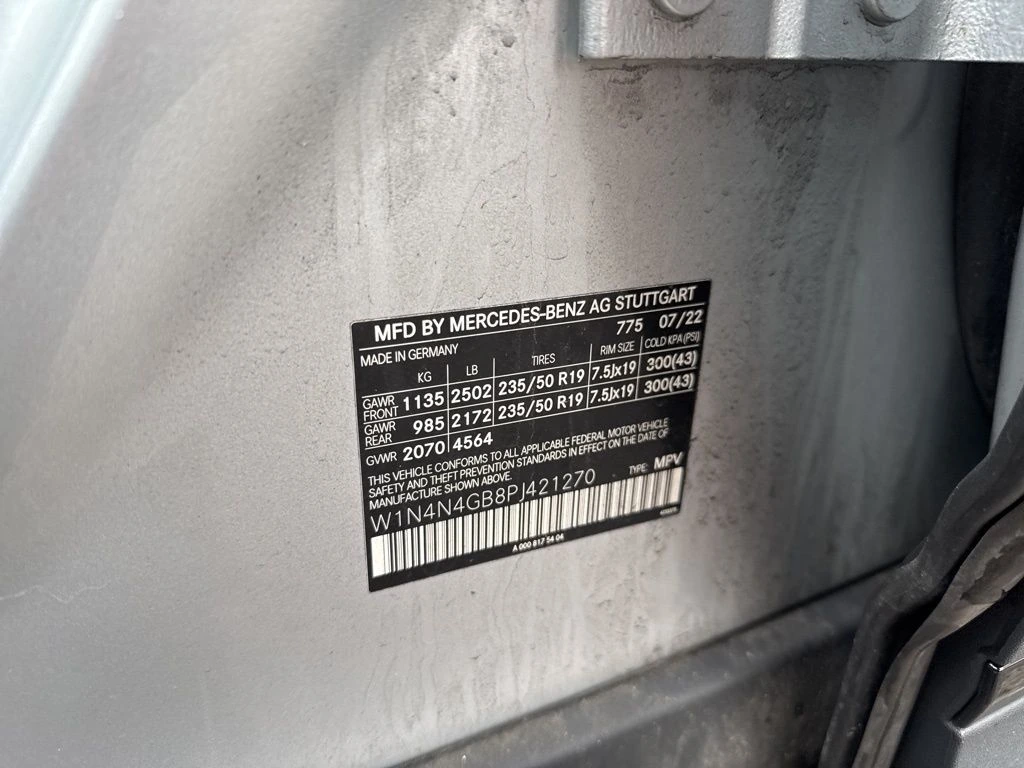 MFD BY MERCEDES-BENZ AG STUTTGART
MADE IN GERMANY 775 07/22
KG LB TIRES RIM SIZE COLD KPA (PSI)
GAWR FRONT 1135 2502 235/50 R19 7.5Jx19 300(43)
GAWR REAR 985 2172 235/50 R19 7.5Jx19 300(43)
GVWR 2070 4564
THIS VEHICLE CONFORMS TO ALL APPLICABLE FEDERAL MOTOR VEHICLE
SAFETY AND THEFT PREVENTION STANDARDS IN EFFECT ON THE DATE OF
MANUFACTURE SHOWN ABOVE.
W1N4N4GB8PJ421270 TYPE: MPV
A 000 817 54 04